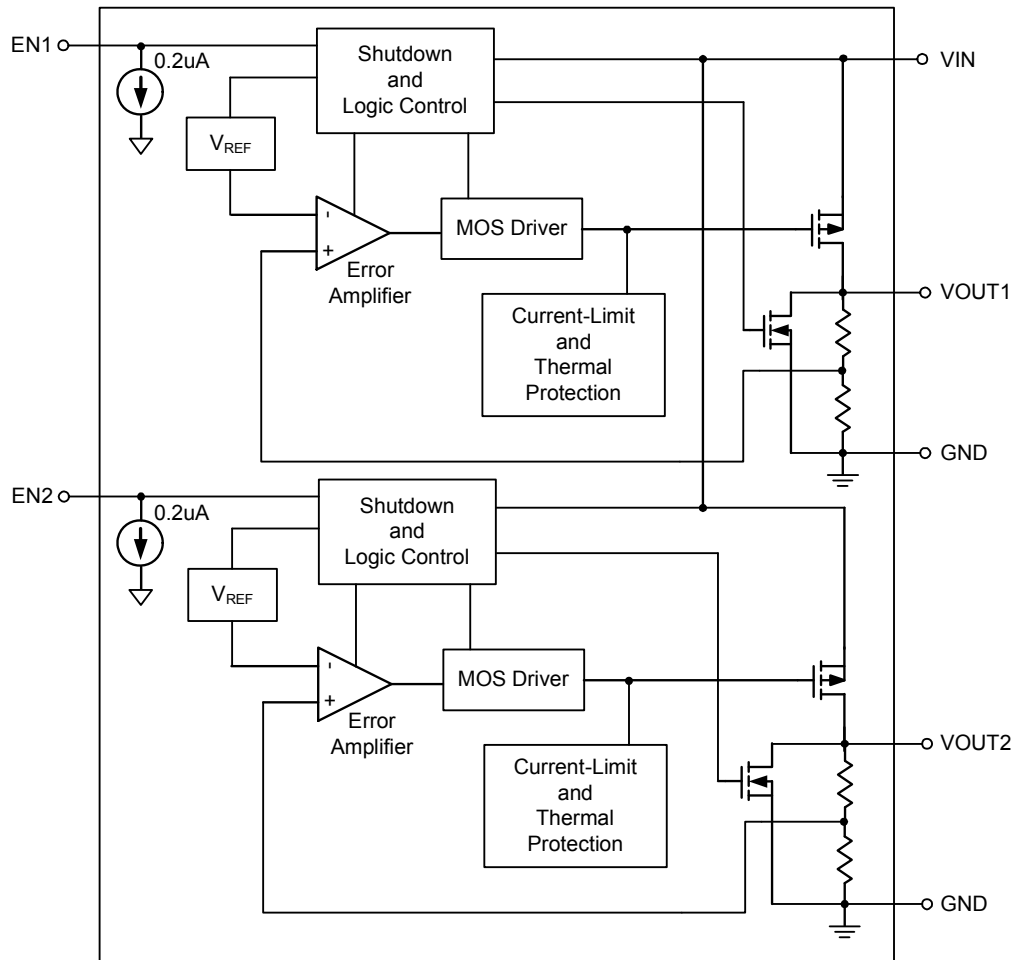 EN1
0.2uA
Shutdown
and
Logic Control
VIN
VREF
-
+
Error
Amplifier
MOS Driver
Current-Limit
and
Thermal
Protection
VOUT1
GND
EN2
0.2uA
Shutdown
and
Logic Control
VREF
-
+
Error
Amplifier
MOS Driver
Current-Limit
and
Thermal
Protection
VOUT2
GND